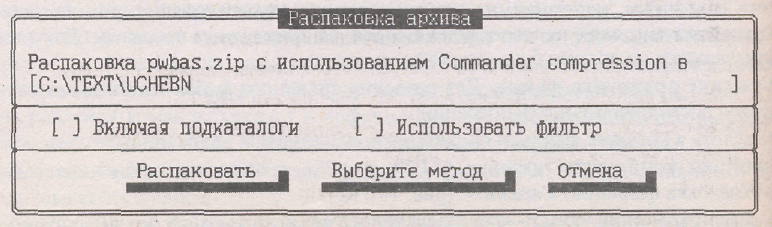 Распаковка архива
Распаковка pwbas.zip с использованием Commander compression в
[C:\TEXT\UCHEBN ]
[ ] Включая подкаталоги [ ] Использовать фильтр
Распаковать Выберите метод Отмена